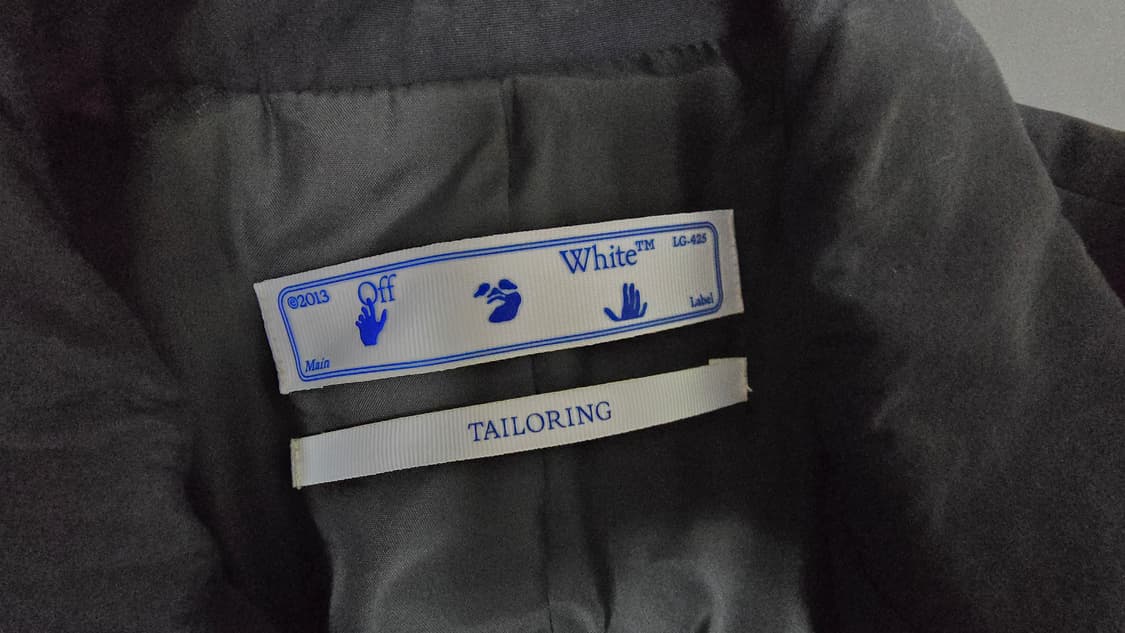 ©2013 Off White™ LG-425
Main Label
TAILORING